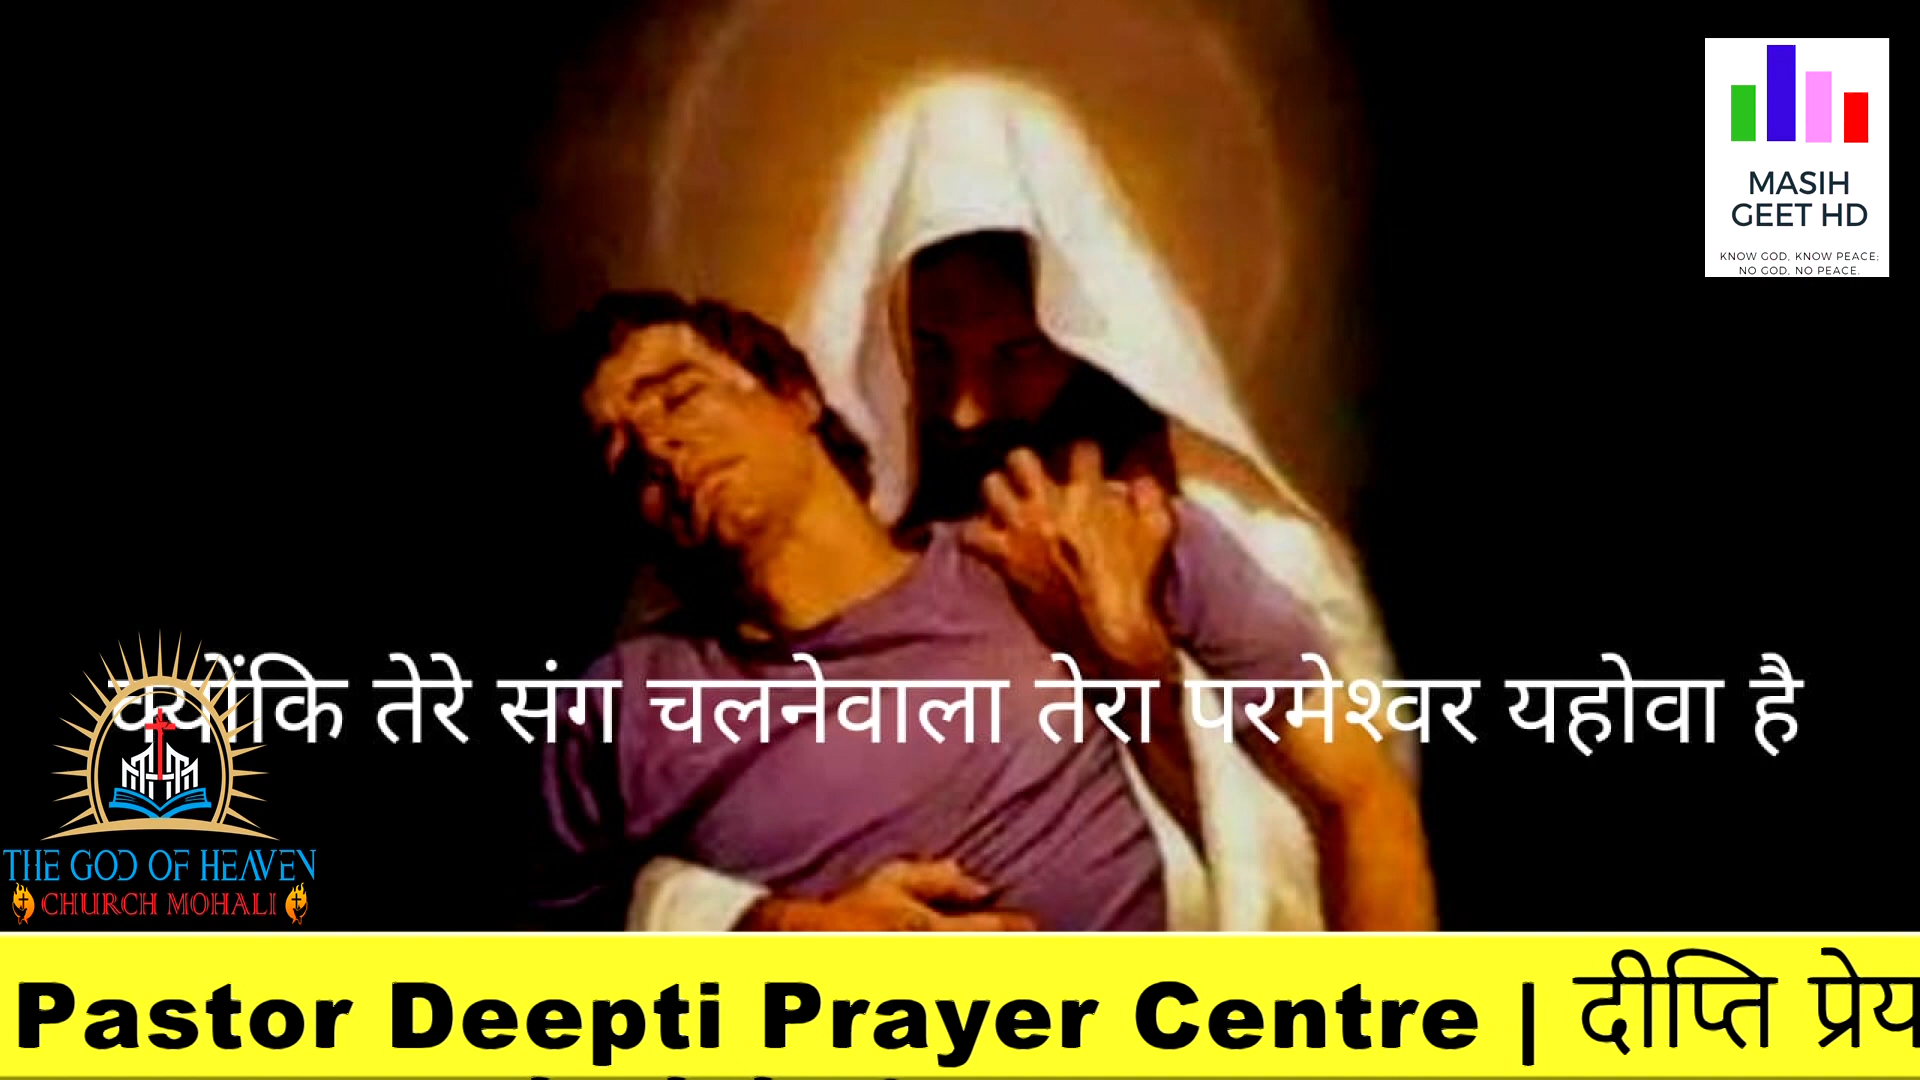 MASIH
GEET HD
KNOW GOD, KNOW PEACE;
NO GOD, NO PEACE.
क्योंकि तेरे संग चलनेवाला तेरा परमेश्वर यहोवा है
THE GOD OF HEAVEN
CHURCH MOHALI
Pastor Deepti Prayer Centre | दीप्ति प्रेय